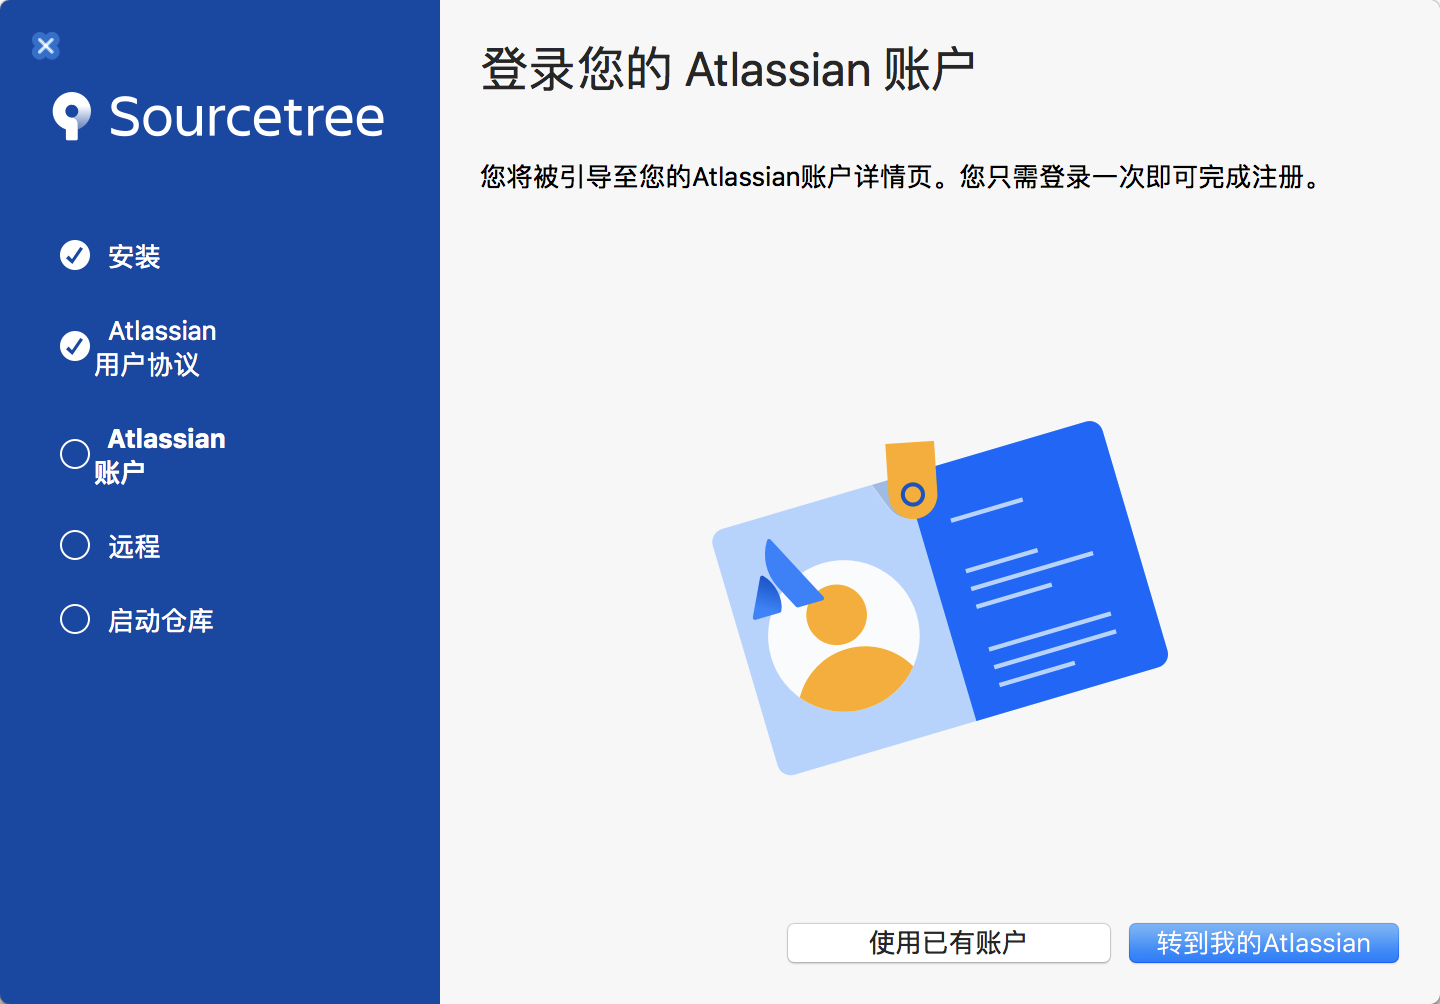 Sourcetree
安装
Atlassian
用户协议
Atlassian
账户
远程
启动仓库
登录您的 Atlassian 账户
您将被引导至您的Atlassian账户详情页。您只需登录一次即可完成注册。
使用已有账户
转到我的Atlassian